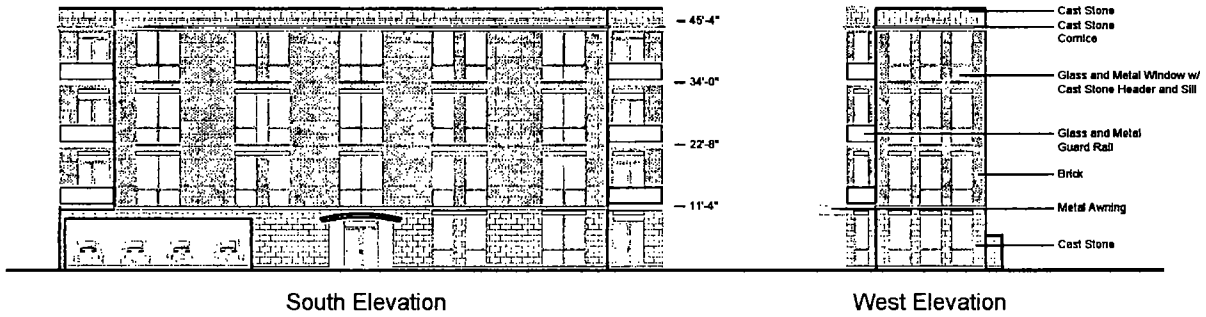 45'-4"
34'-0"
22'-8"
11'-4"
South Elevation
Cast Stone
Cast Stone
Cornice
Glass and Metal Window w/
Cast Stone Header and Sill
Glass and Metal
Guard Rail
Brick
Metal Awning
Cast Stone
West Elevation